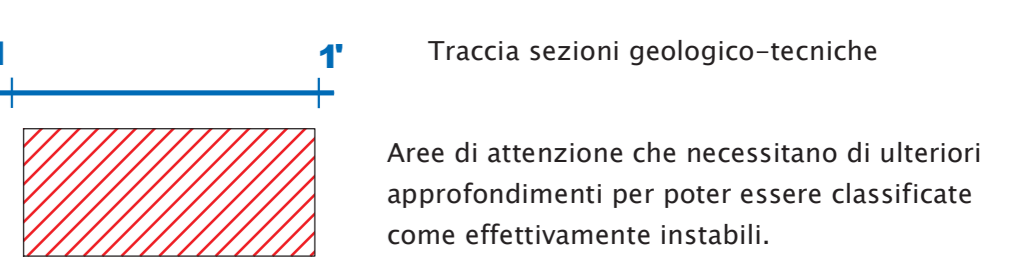 1' Traccia sezioni geologico-tecniche
Aree di attenzione che necessitano di ulteriori
approfondimenti per poter essere classificate
come effettivamente instabili.